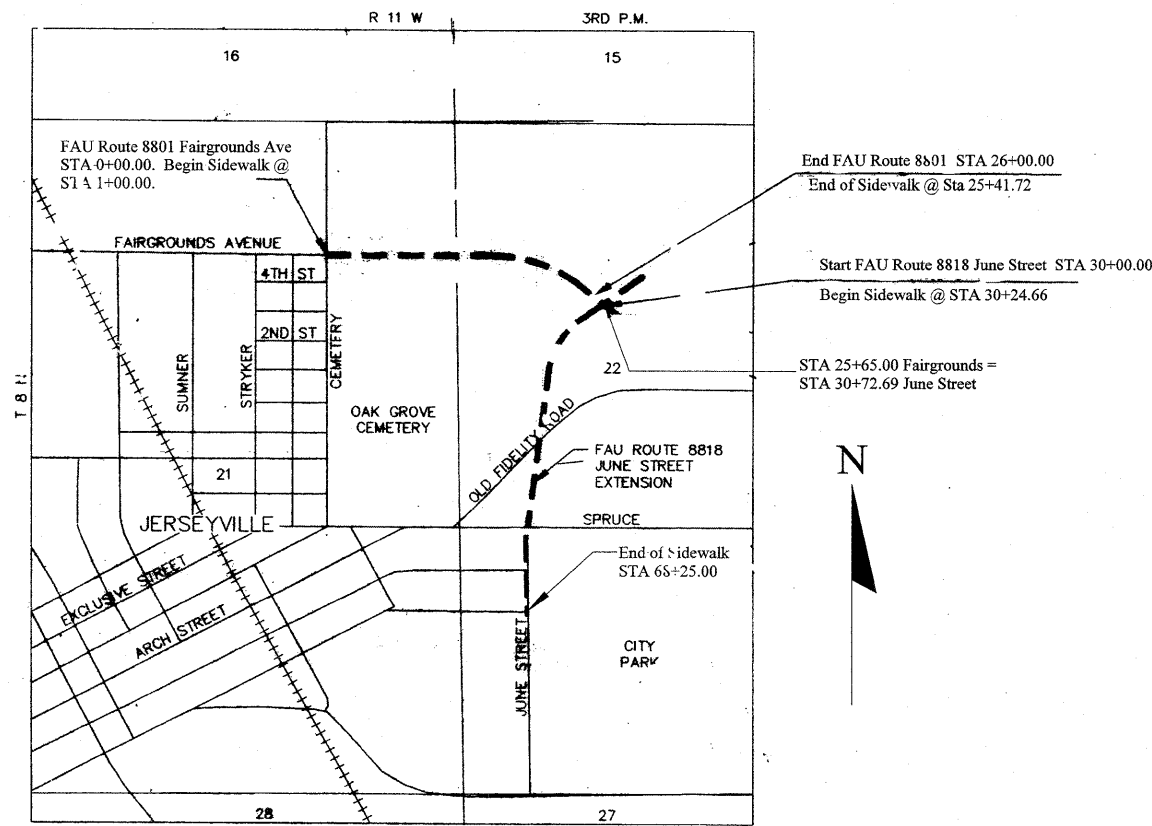 R 11 W
3RD P.M.
16
15
FAU Route 8801 Fairgrounds Ave
STA 0+00.00. Begin Sidewalk @
STA 1+00.00.
End FAU Route 8801 STA 26+00.00
End of Sidewalk @ Sta 25+41.72
FAIRGROUNDS AVENUE
4TH ST
Start FAU Route 8818 June Street STA 30+00.00
Begin Sidewalk @ STA 30+24.66
2ND ST
CEMETERY
STRYKER
SUMNER
T 8 N
22
STA 25+65.00 Fairgrounds =
STA 30+72.69 June Street
OAK GROVE
CEMETERY
OLD FIDELITY ROAD
FAU ROUTE 8818
JUNE STREET
EXTENSION
N
21
JERSEYVILLE
SPRUCE
End of Sidewalk
STA 68+25.00
EXCLUSIVE STREET
ARCH STREET
JUNE STREET
CITY
PARK
28
27